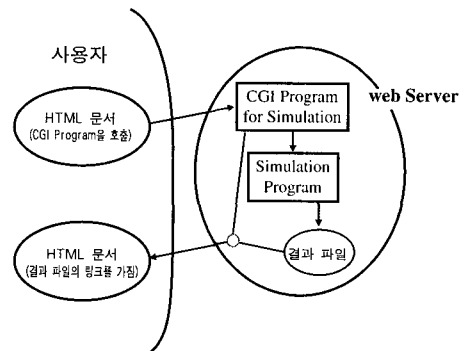 사용자
HTML 문서
(CGI Program을 호출)
CGI Program
for Simulation
web Server
Simulation
Program
결과 파일
HTML 문서
(결과 파일의 링크를 가짐)